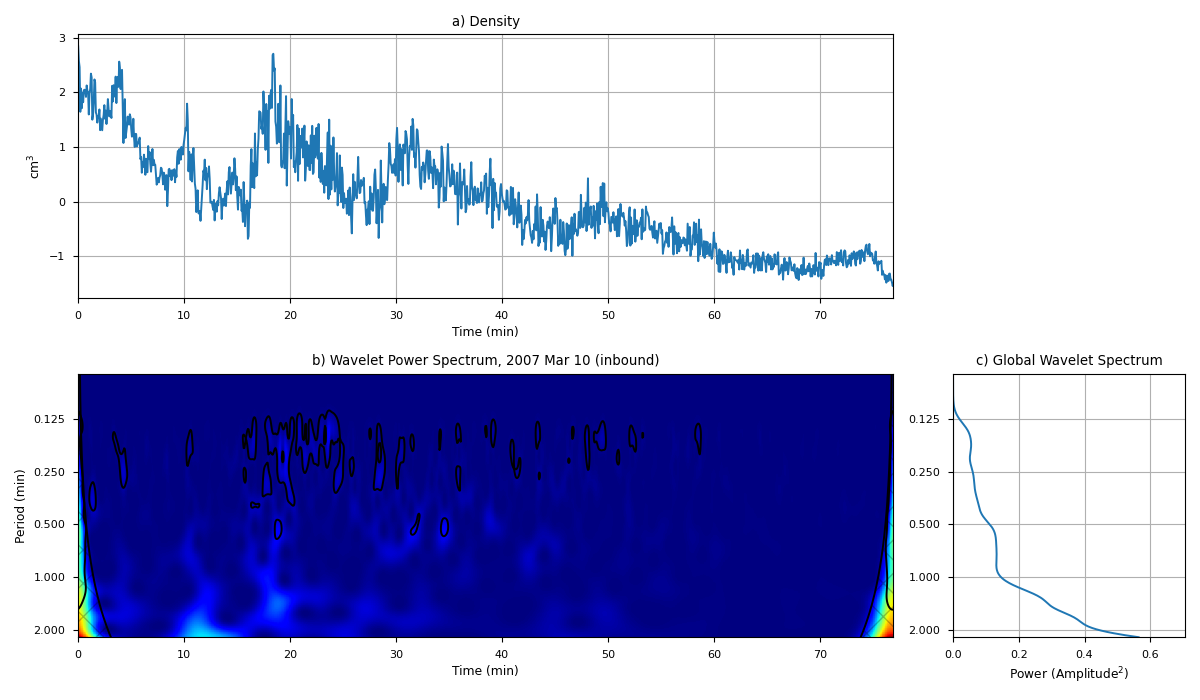 a) Density
3
2
1
0
−1
cm³
0 10 20 30 40 50 60 70
Time (min)
b) Wavelet Power Spectrum, 2007 Mar 10 (inbound)
0.125
0.250
0.500
1.000
2.000
Period (min)
0 10 20 30 40 50 60 70
Time (min)
c) Global Wavelet Spectrum
0.125
0.250
0.500
1.000
2.000
0.0 0.2 0.4 0.6
Power (Amplitude²)